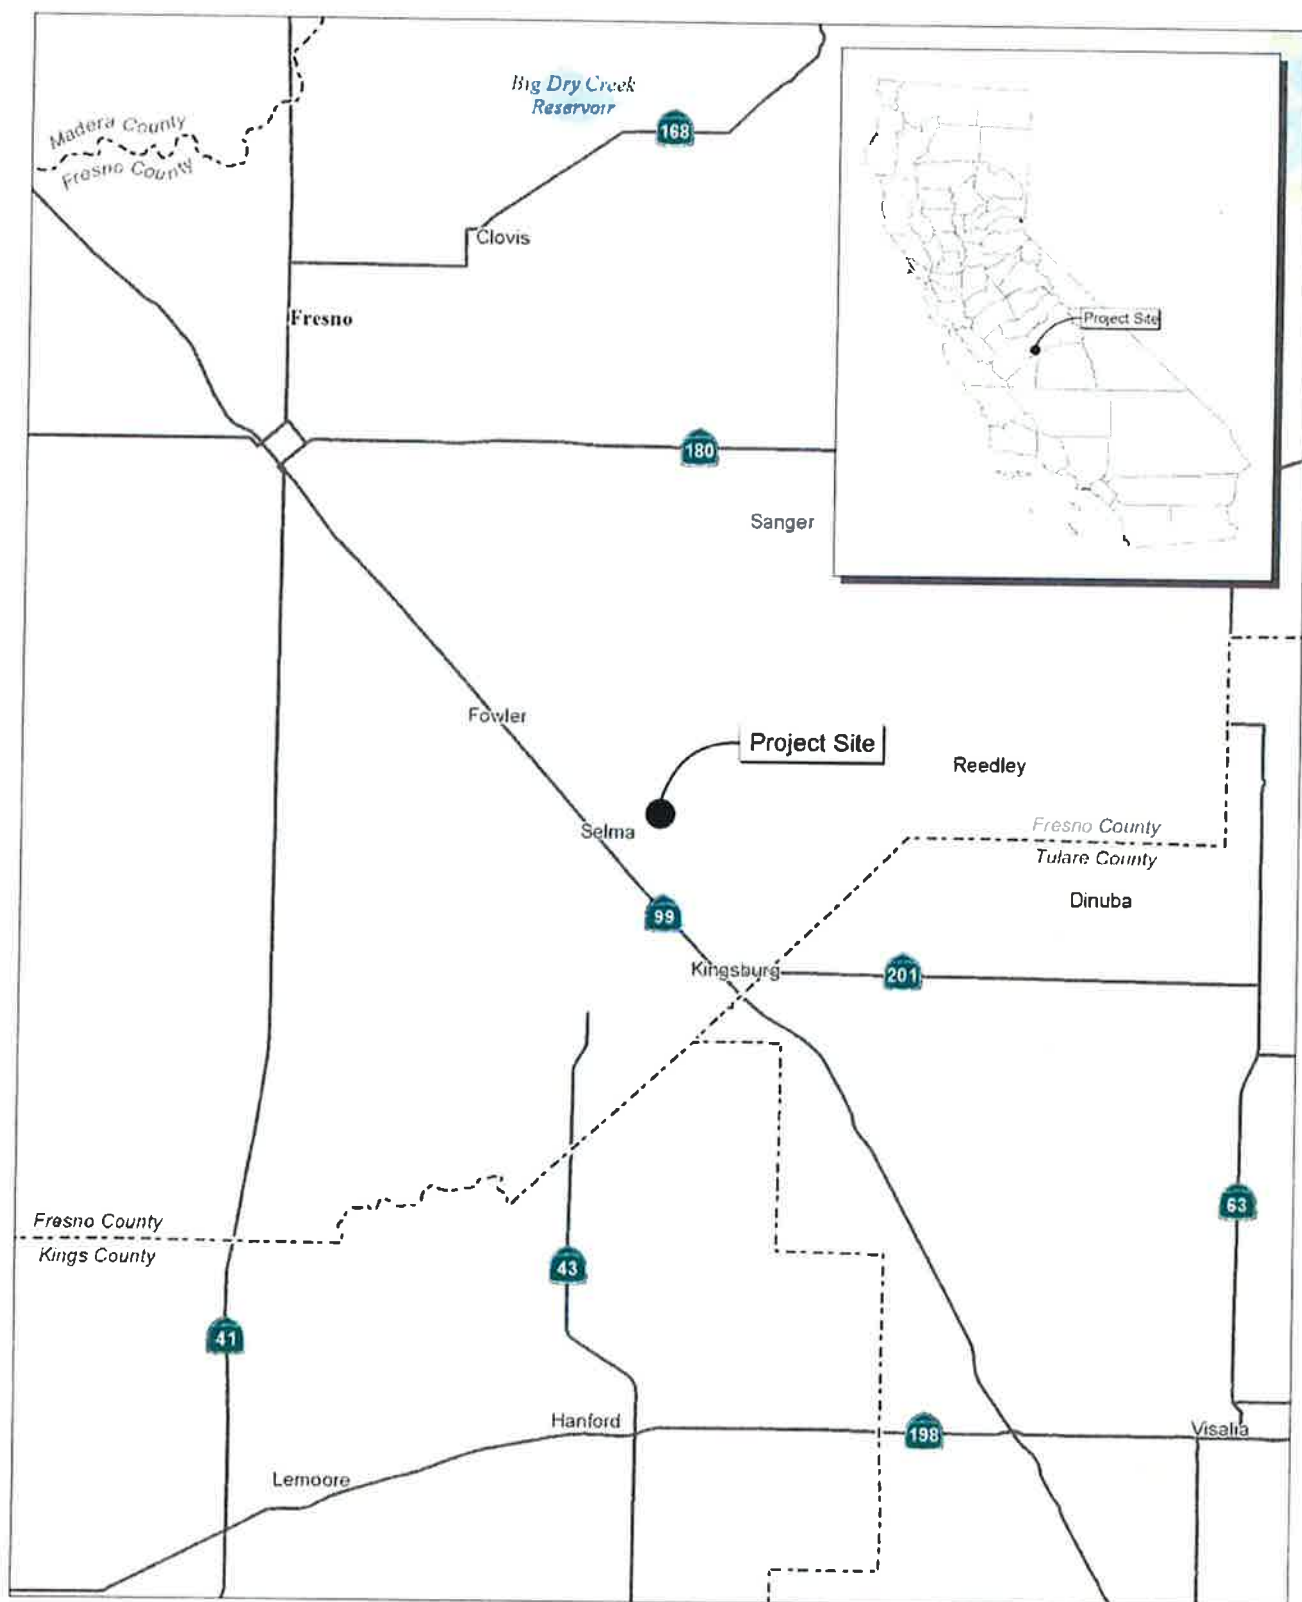 Big Dry Creek
Reservoir
168
Madera County
Fresno County
Clovis
Fresno
Project Site
180
Sanger
Fowler
Project Site
Reedley
Selma
Fresno County
Tulare County
Dinuba
99
Kingsburg
201
63
Fresno County
Kings County
43
41
Hanford
198
Visalia
Lemoore